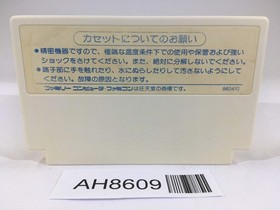 カセットについてのお願い
●精密機器ですので、極端な温度条件下での使用や保管および強い
ショックをさけてください。また、絶対に分解しないでください。
●端子部に手を触れたり、水にぬらしたりして汚さないようにして
ください。故障の原因となります。
ファミリーコンピュータ・ファミコンは任天堂の商標です。
AH8609